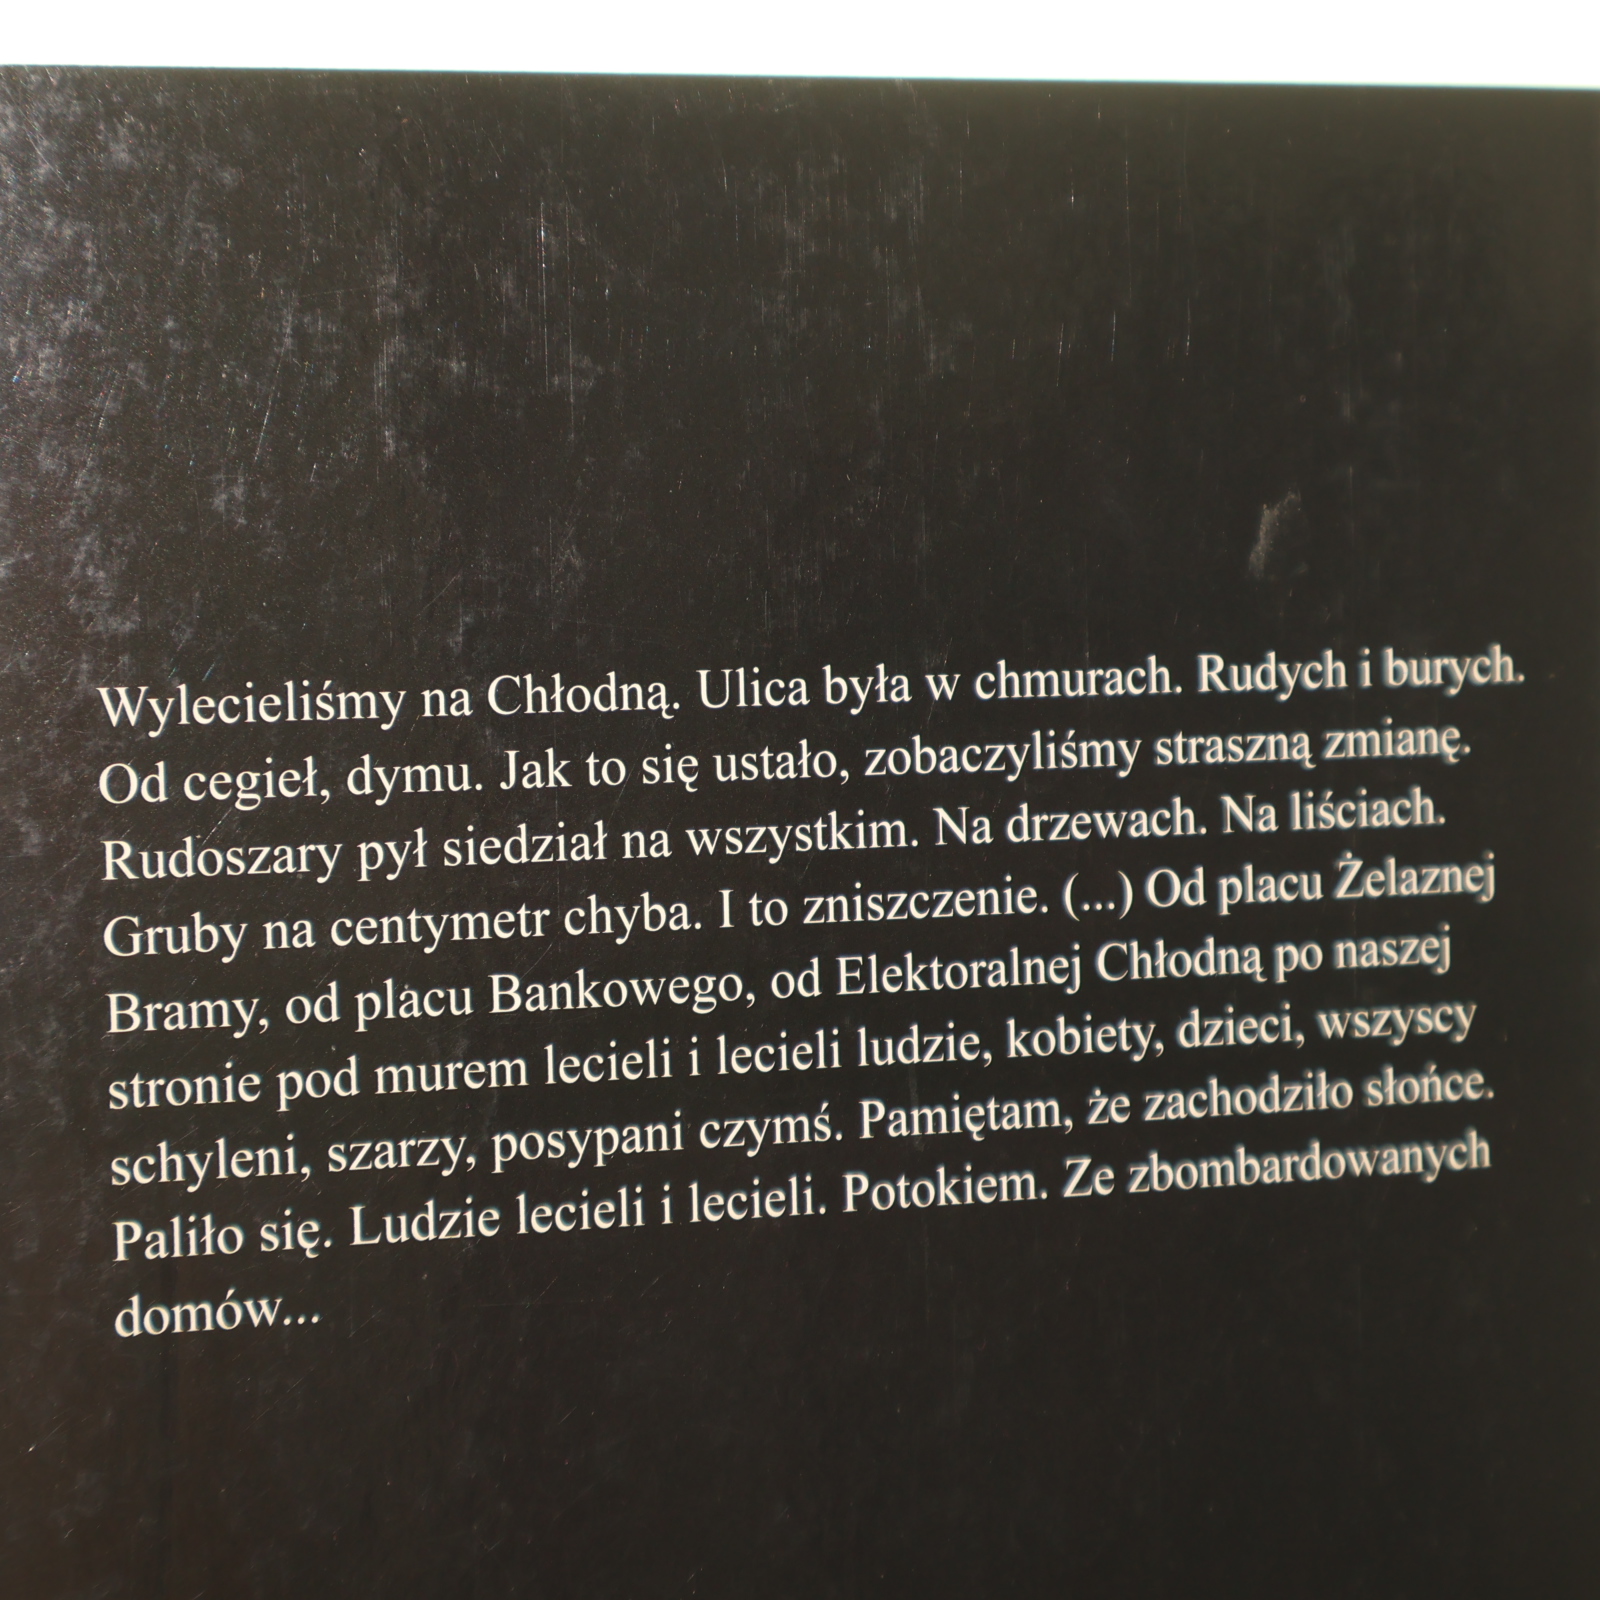 Wylecieliśmy na Chłodną. Ulica była w chmurach. Rudych i burych.
Od cegieł, dymu. Jak to się ustało, zobaczyliśmy straszną zmianę.
Rudoszary pył siedział na wszystkim. Na drzewach. Na liściach.
Gruby na centymetr chyba. I to zniszczenie. (...) Od placu Żelaznej
Bramy, od placu Bankowego, od Elektoralnej Chłodną po naszej
stronie pod murem lecieli i lecieli ludzie, kobiety, dzieci, wszyscy
schyleni, szarzy, posypani czymś. Pamiętam, że zachodziło słońce.
Paliło się. Ludzie lecieli i lecieli. Potokiem. Ze zbombardowanych
domów...